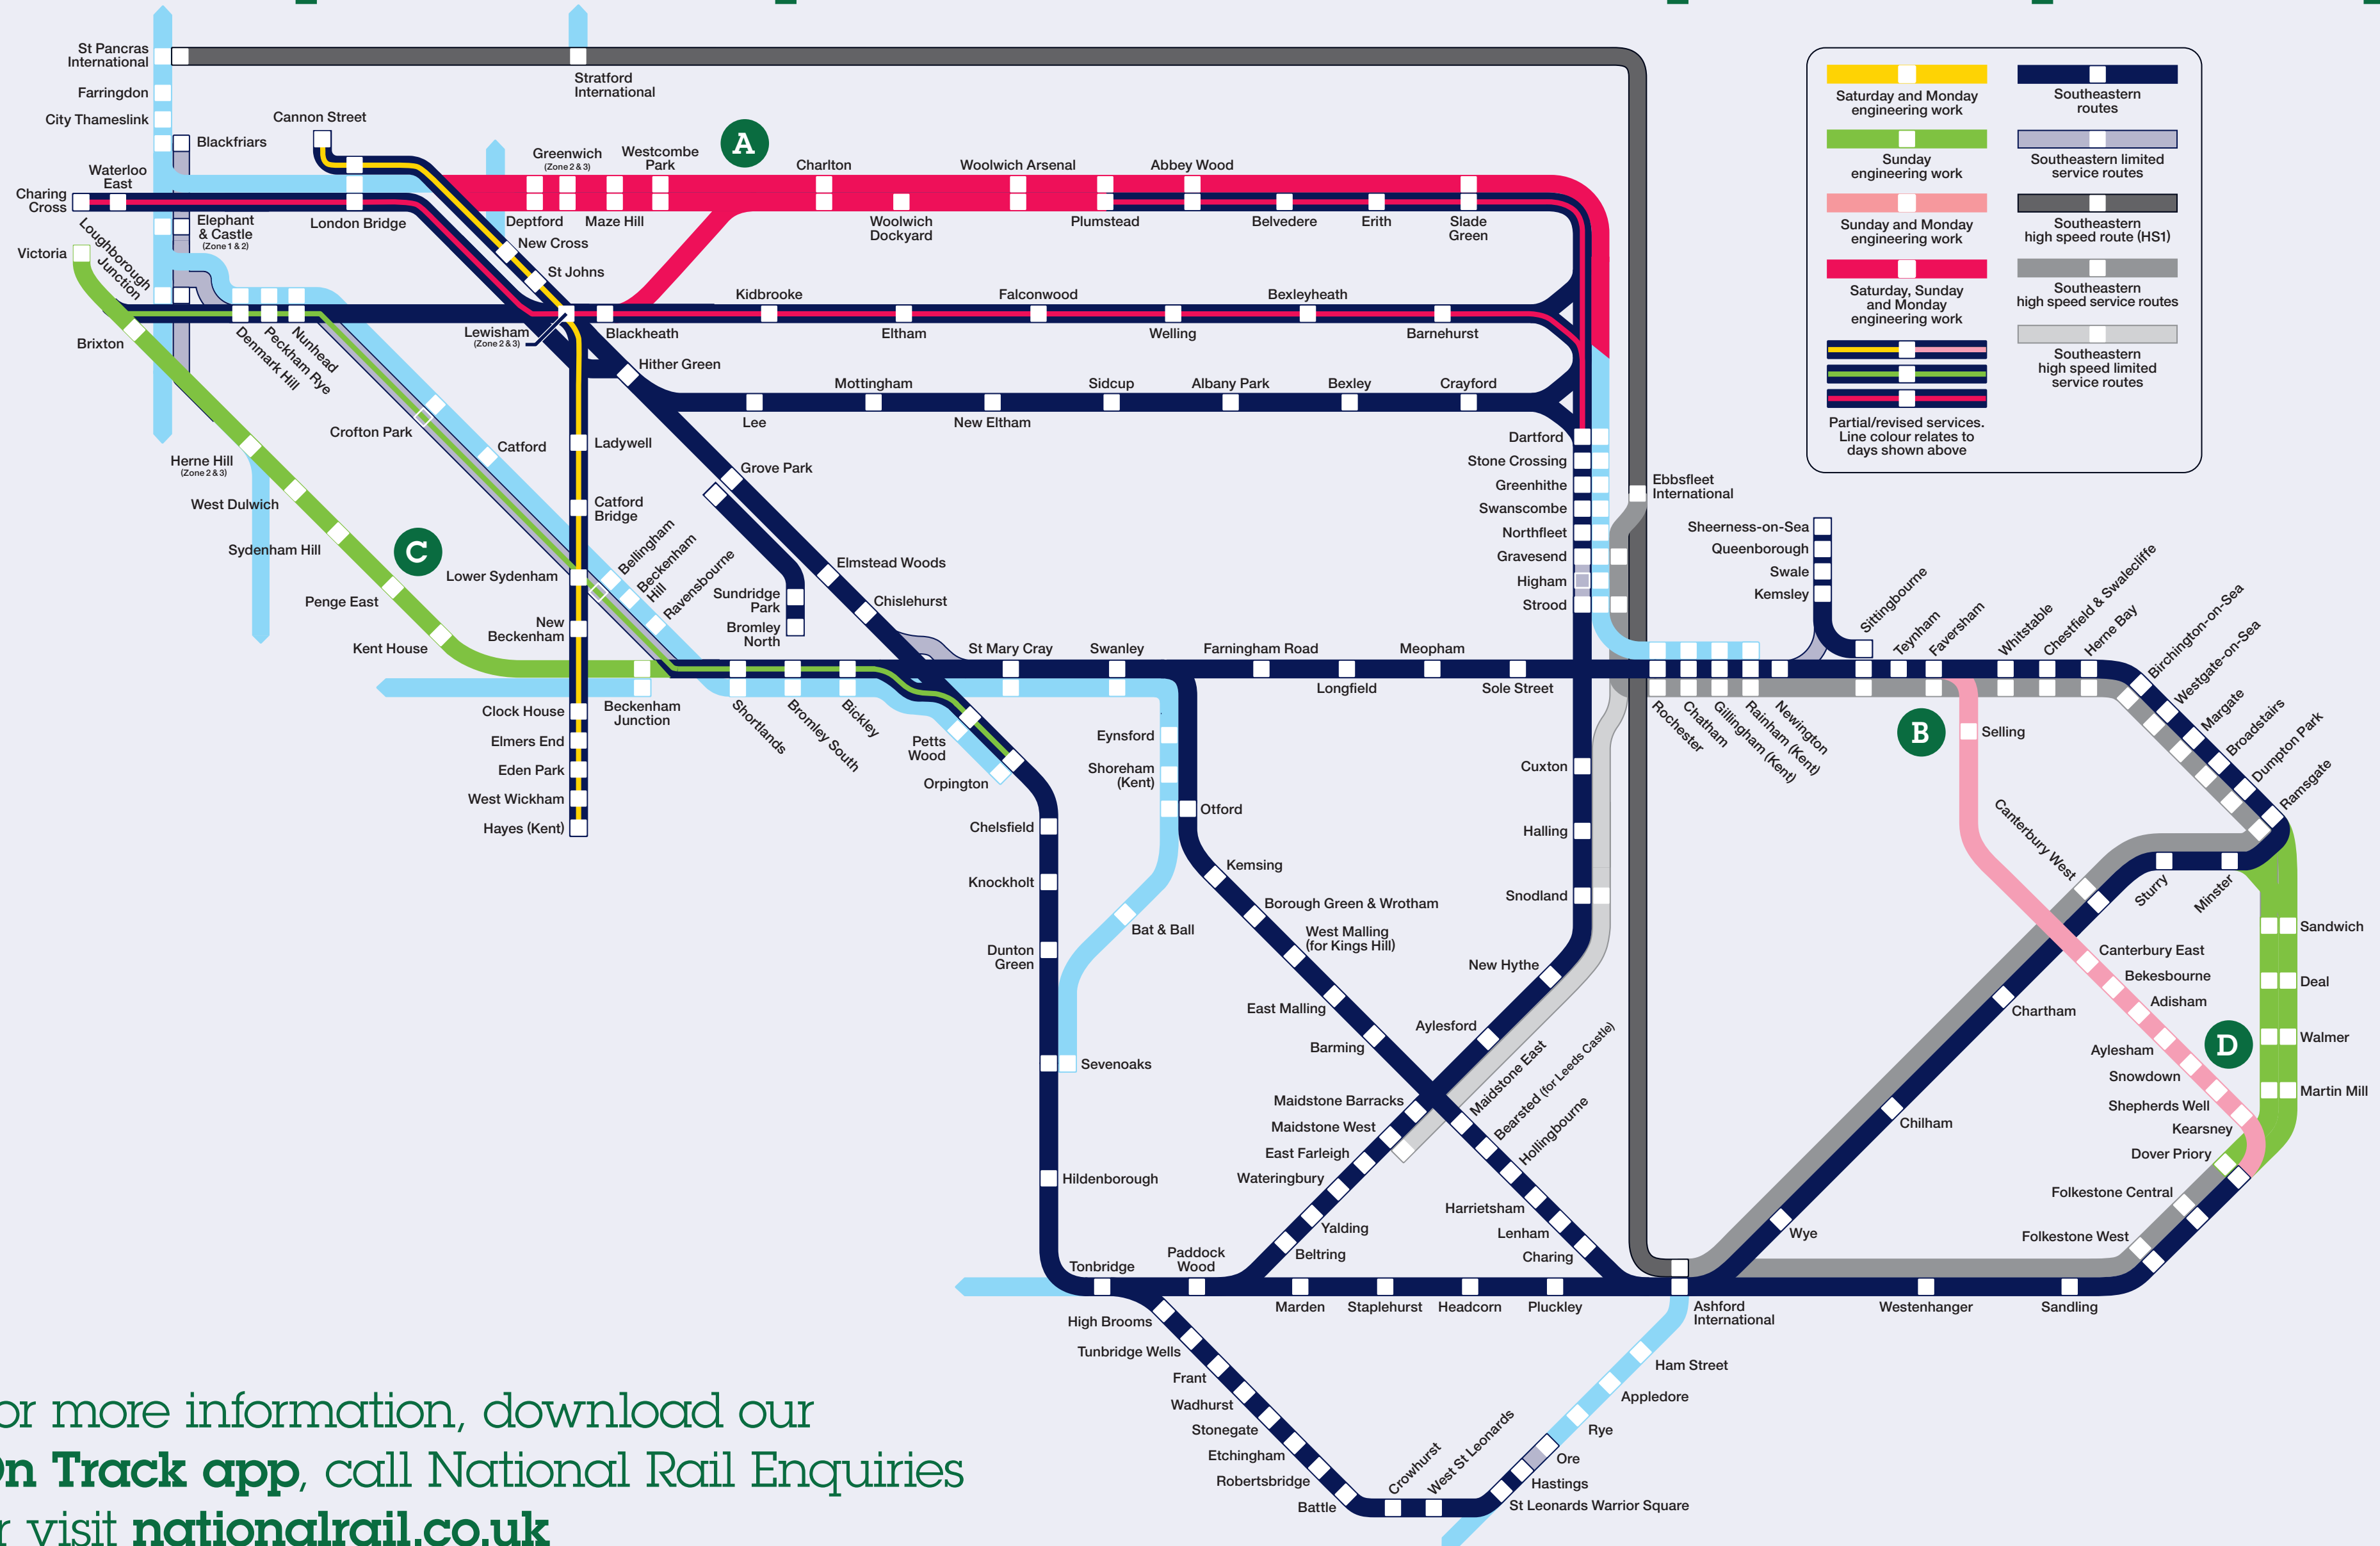 St Pancras
International
Farringdon
City Thameslink
Blackfriars
Waterloo
East
Charing
Cross
Elephant
& Castle
(Zone 1 & 2)
Loughborough
Junction
Victoria
Brixton
Denmark Hill
Peckham Rye
Nunhead
Cannon Street
London Bridge
Stratford
International
A
Greenwich
(Zone 2 & 3)
Westcombe
Park
Charlton
Woolwich Arsenal
Abbey Wood
Deptford
Maze Hill
Woolwich
Dockyard
Plumstead
Belvedere
Erith
Slade
Green
New Cross
St Johns
Lewisham
(Zone 2 & 3)
Blackheath
Kidbrooke
Eltham
Falconwood
Welling
Bexleyheath
Barnehurst
Hither Green
Lee
Mottingham
New Eltham
Sidcup
Albany Park
Bexley
Crayford
Saturday and Monday
engineering work
Sunday
engineering work
Sunday and Monday
engineering work
Saturday, Sunday
and Monday
engineering work
Partial/revised services.
Line colour relates to
days shown above
Southeastern
routes
Southeastern limited
service routes
Southeastern
high speed route (HS1)
Southeastern
high speed service routes
Southeastern
high speed limited
service routes
Crofton Park
Catford
Ladywell
Catford
Bridge
Lower Sydenham
Bellingham
Beckenham
Hill
Ravensbourne
New
Beckenham
Clock House
Elmers End
Eden Park
West Wickham
Hayes (Kent)
Herne Hill
(Zone 2 & 3)
West Dulwich
Sydenham Hill
C
Penge East
Kent House
Beckenham
Junction
Shortlands
Bromley South
Bickley
Petts
Wood
Orpington
Grove Park
Sundridge
Park
Bromley
North
Elmstead Woods
Chislehurst
St Mary Cray
Swanley
Farningham Road
Longfield
Meopham
Sole Street
Dartford
Stone Crossing
Greenhithe
Swanscombe
Northfleet
Gravesend
Higham
Strood
Ebbsfleet
International
Sheerness-on-Sea
Queenborough
Swale
Kemsley
Sittingbourne
Teynham
Faversham
Whitstable
Chestfield & Swalecliffe
Herne Bay
Birchington-on-Sea
Westgate-on-Sea
Margate
Broadstairs
Dumpton Park
Ramsgate
Rochester
Chatham
Gillingham (Kent)
Rainham (Kent)
Newington
B
Selling
Canterbury West
Sturry
Minster
Canterbury East
Bekesbourne
Adisham
Aylesham
Snowdown
Shepherds Well
Kearsney
Dover Priory
D
Sandwich
Deal
Walmer
Martin Mill
Folkestone Central
Folkestone West
Chartham
Chilham
Wye
Westenhanger
Sandling
Ashford
International
Eynsford
Shoreham
(Kent)
Otford
Bat & Ball
Kemsing
Borough Green & Wrotham
West Malling
(for Kings Hill)
East Malling
Barming
Maidstone East
Bearsted (for Leeds Castle)
Hollingbourne
Harrietsham
Lenham
Charing
Cuxton
Halling
Snodland
New Hythe
Aylesford
Maidstone Barracks
Maidstone West
East Farleigh
Wateringbury
Yalding
Beltring
Chelsfield
Knockholt
Dunton
Green
Sevenoaks
Hildenborough
Tonbridge
Paddock
Wood
Marden
Staplehurst
Headcorn
Pluckley
High Brooms
Tunbridge Wells
Frant
Wadhurst
Stonegate
Etchingham
Robertsbridge
Battle
Crowhurst
West St Leonards
St Leonards Warrior Square
Hastings
Ore
Rye
Appledore
Ham Street
or more information, download our
On Track app, call National Rail Enquiries
r visit nationalrail.co.uk